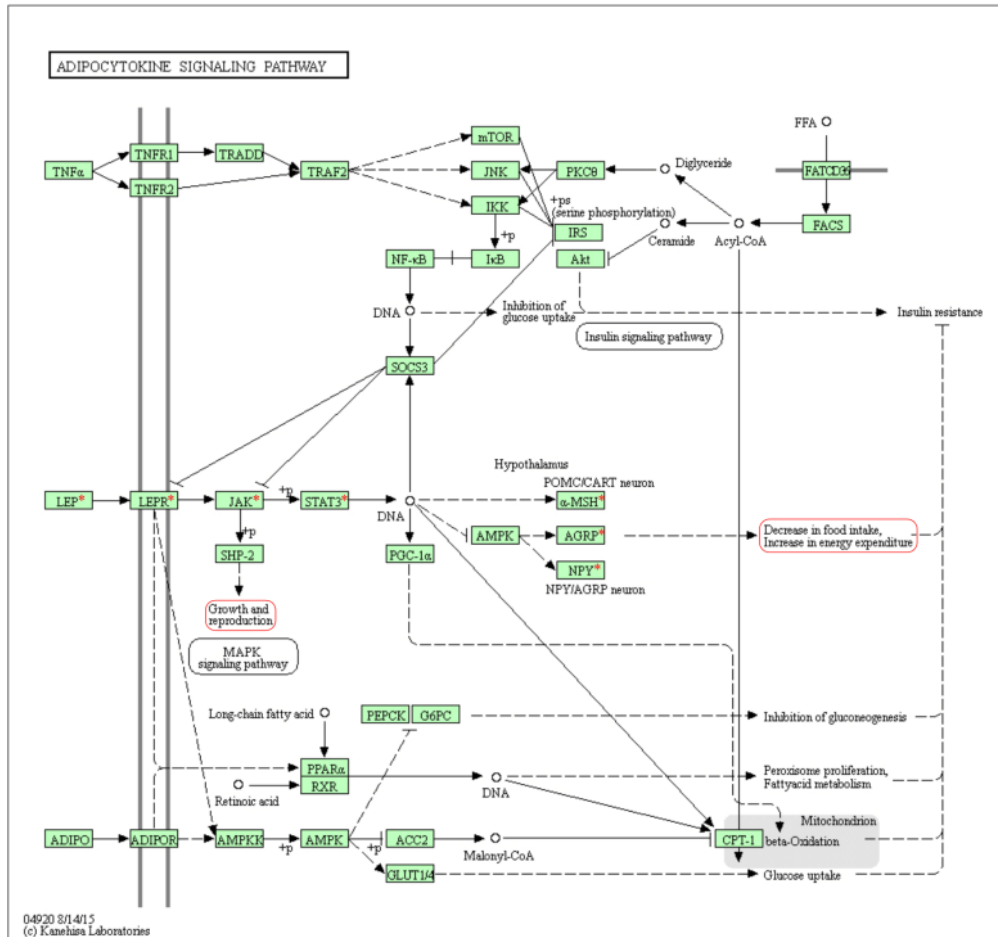 ADIPOCYTOKINE SIGNALING PATHWAY
FFA
TNFα
TNFR1
TRADD
TNFR2
TRAF2
mTOR
JNK
PKCθ
Diglyceride
FATCD36
IKK
+ps
(serine phosphorylation)
IRS
Ceramide
Acyl-CoA
FACS
+p
NF-κB
IκB
Akt
DNA
Inhibition of
glucose uptake
Insulin signaling pathway
Insulin resistance
SOCS3
Hypothalamus
POMC/CART neuron
LEP*
LEPR*
JAK*
+p
STAT3*
DNA
α-MSH*
+p
SHP-2
PGC-1α
AMPK
AGRP*
NPY*
NPY/AGRP neuron
Decrease in food intake,
Increase in energy expenditure
Growth and
reproduction
MAPK
signaling pathway
Long-chain fatty acid
PEPCK
G6PC
Inhibition of gluconeogenesis
PPARα
RXR
Retinoic acid
DNA
Peroxisome proliferation,
Fattyacid metabolism
ADIPO
ADIPOR
AMPKK
+p
AMPK
+p
ACC2
Malonyl-CoA
CPT-1
Mitochondrion
beta-Oxidation
GLUT1/4
Glucose uptake
04920 8/14/15
(c) Kanehisa Laboratories